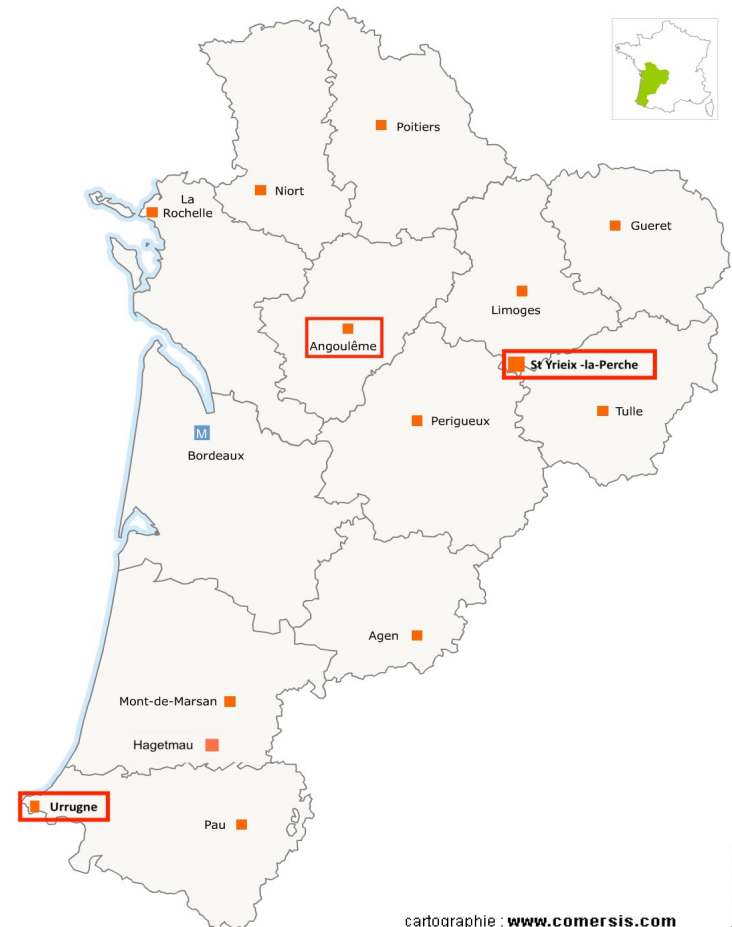 Poitiers
Niort
La
Rochelle
Gueret
Limoges
Angoulême
St Yrieix -la-Perche
Tulle
Perigueux
M
Bordeaux
Agen
Mont-de-Marsan
Hagetmau
Urrugne
Pau
cartographie : www.comersis.com